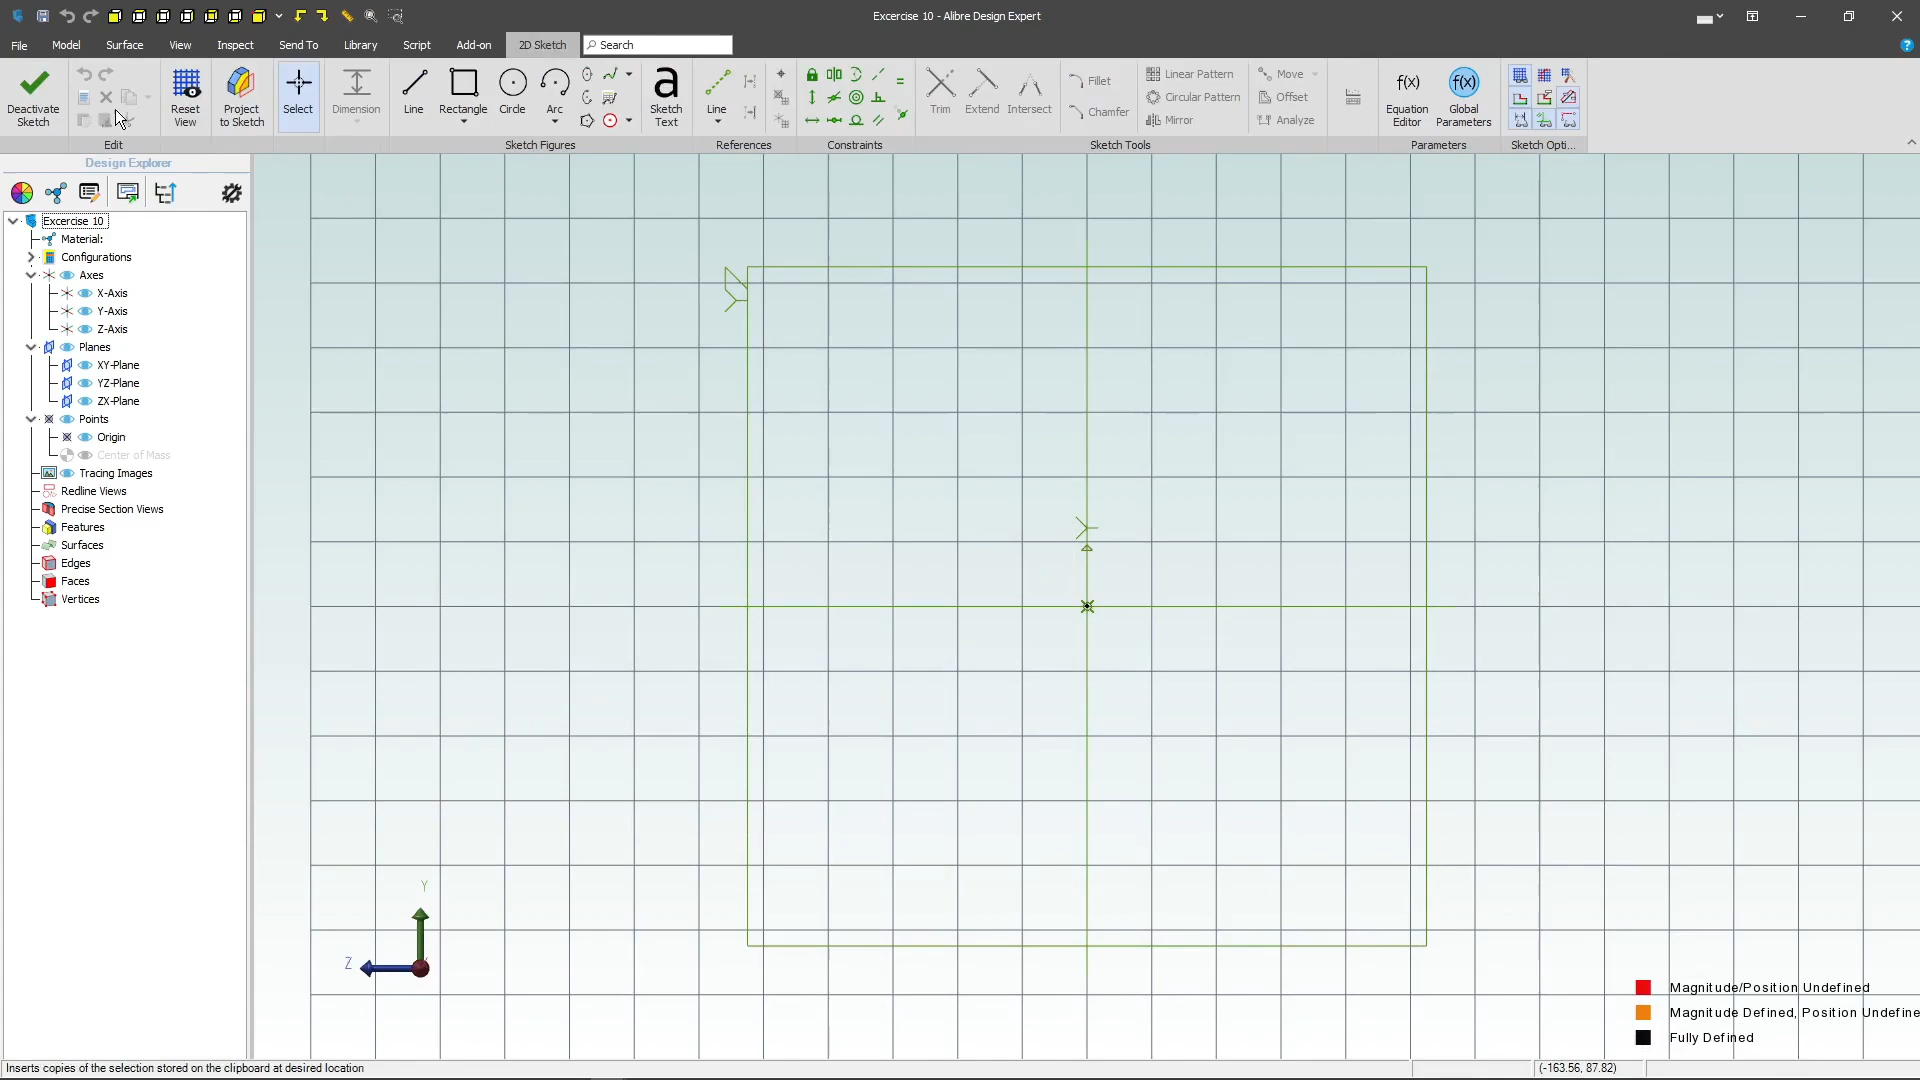 Excercise 10 - Alibre Design Expert
File
Model
Surface
View
Inspect
Send To
Library
Script
Add-on
2D Sketch
Search
Deactivate
Sketch
Edit
Reset
View
Project
to Sketch
Select
Dimension
Line
Rectangle
Circle
Arc
Sketch
Text
Sketch Figures
Line
References
Constraints
Trim
Extend
Intersect
Fillet
Chamfer
Linear Pattern
Circular Pattern
Mirror
Move
Offset
Analyze
Sketch Tools
f(x)
Equation
Editor
f(x)
Global
Parameters
Parameters
Sketch Opti...
Design Explorer
Excercise 10
Material:
Configurations
Axes
X-Axis
Y-Axis
Z-Axis
Planes
XY-Plane
YZ-Plane
ZX-Plane
Points
Origin
Center of Mass
Tracing Images
Redline Views
Precise Section Views
Features
Surfaces
Edges
Faces
Vertices
Y
Z
Magnitude/Position Undefined
Magnitude Defined, Position Undefine
Fully Defined
Inserts copies of the selection stored on the clipboard at desired location
(-163.56, 87.82)